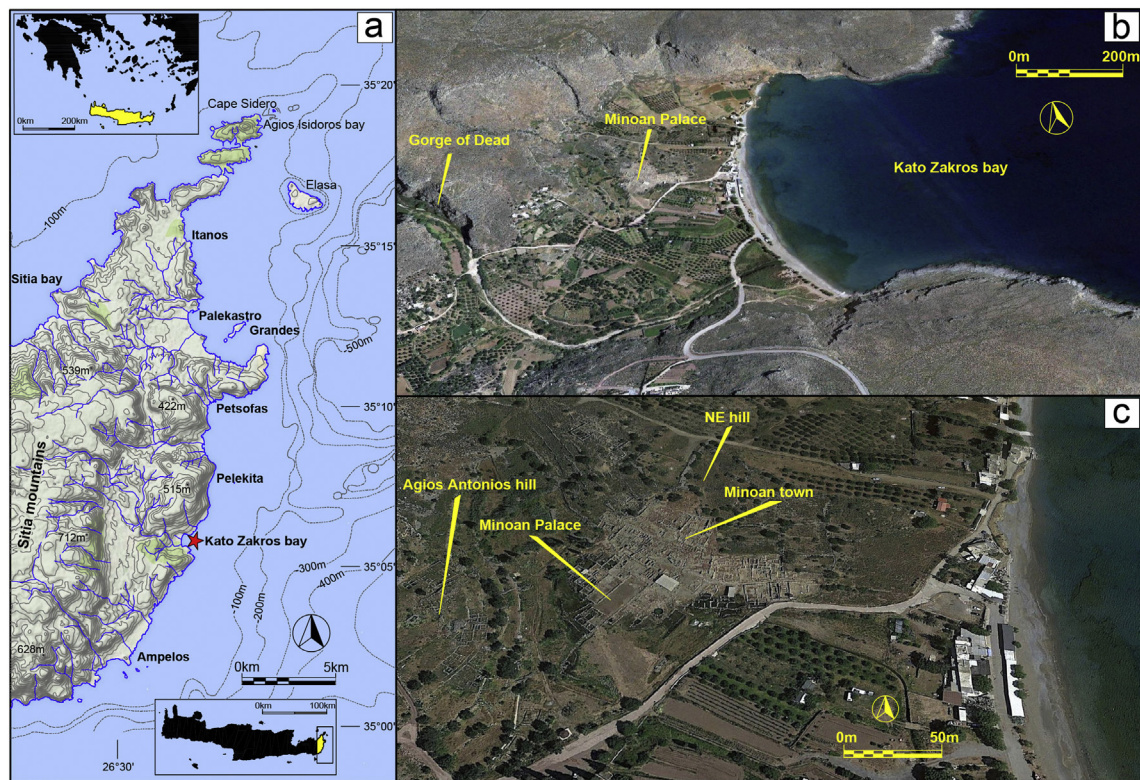 a
0km 200km
Cape Sidero
Agios Isidoros bay
35°20'
Elasa
-100m
Itanos
35°15'
Sitia bay
Palekastro
Grandes
-500m
539m
35°10'
422m
Petsofas
Sitia mountains
Pelekita
515m
712m
Kato Zakros bay
35°05'
-300m
-400m
-100m
-200m
628m
Ampelos
0km 5km
0km 100km
35°00'
26°30'
b
0m 200m
Minoan Palace
Gorge of Dead
Kato Zakros bay
c
NE hill
Agios Antonios hill
Minoan town
Minoan Palace
0m 50m